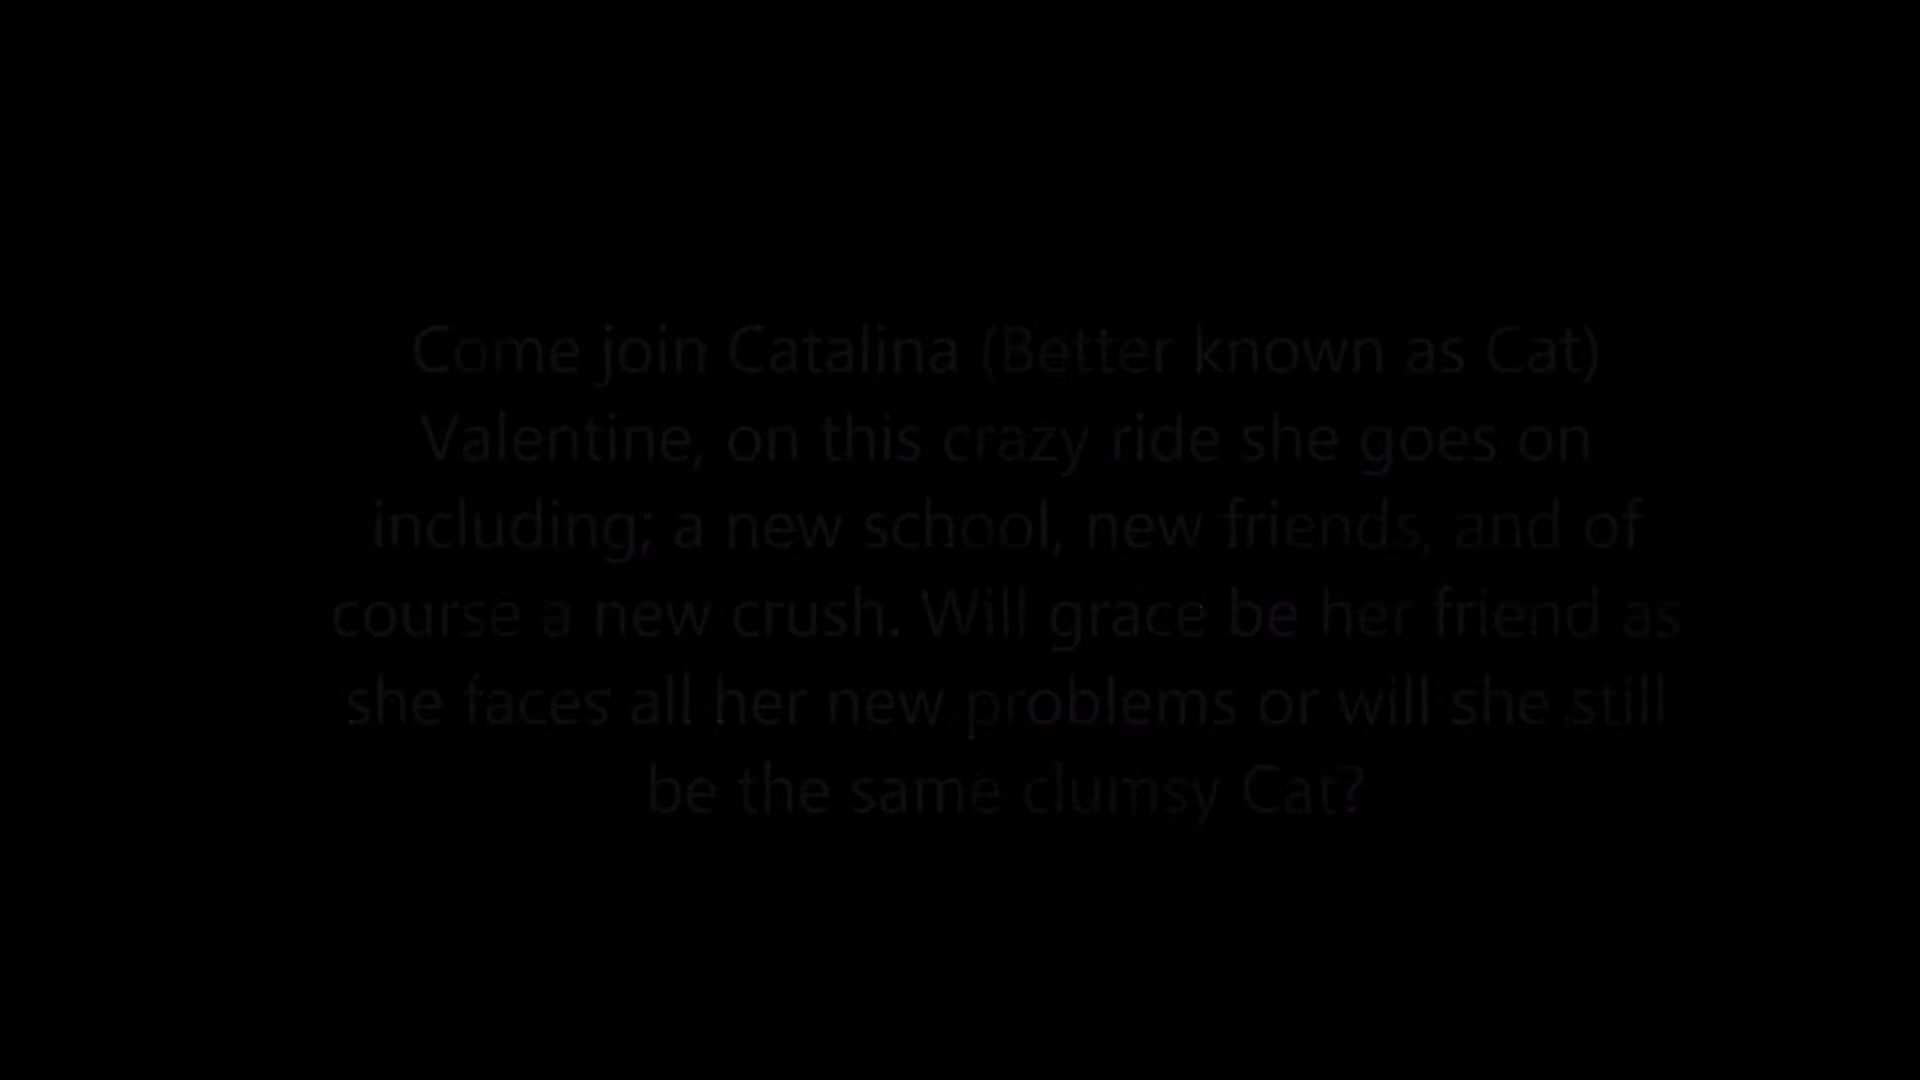 Come join Catalina (Better known as Cat)
Valentine, on this crazy ride she goes on
including; a new school, new friends, and of
course a new crush. Will grace be her friend as
she faces all her new problems or will she still
be the same clumsy Cat?